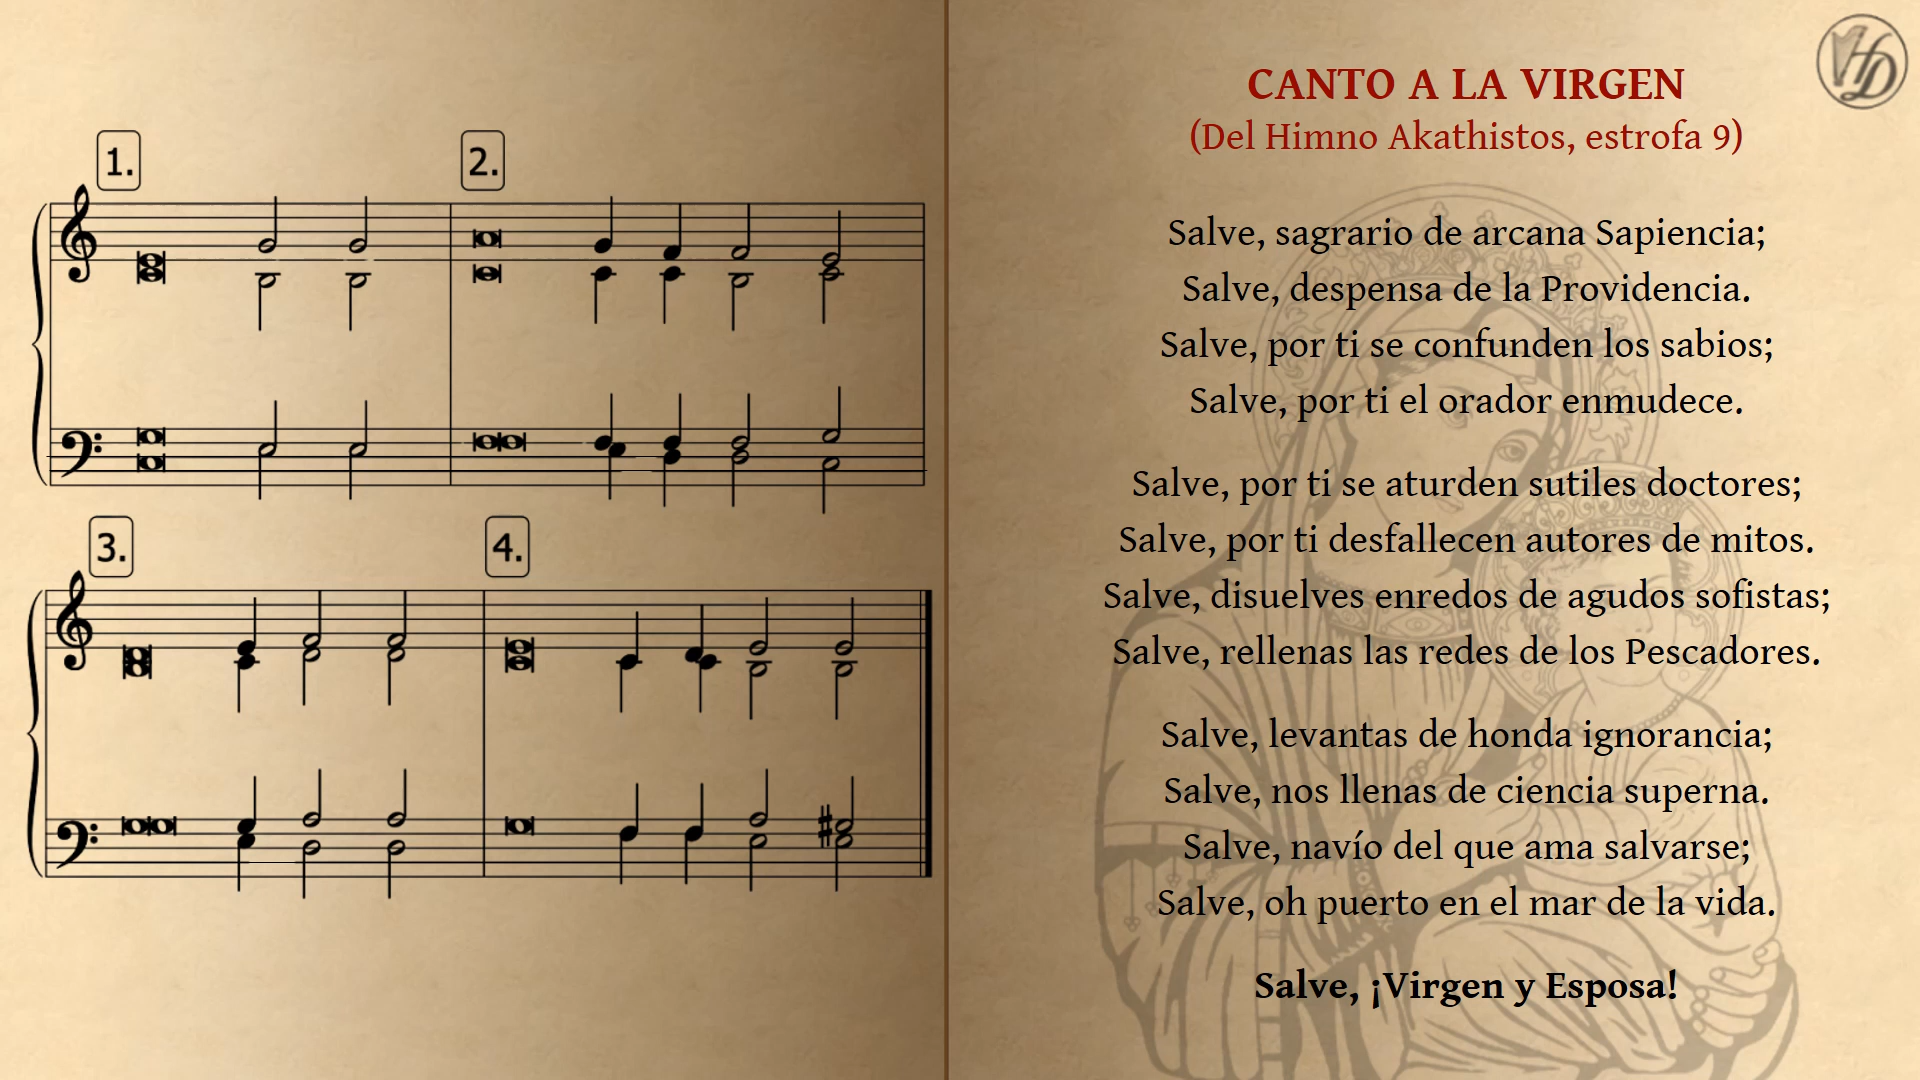 1.
2.
3.
4.
HD
CANTO A LA VIRGEN
(Del Himno Akathistos, estrofa 9)
Salve, sagrario de arcana Sapiencia;
Salve, despensa de la Providencia.
Salve, por ti se confunden los sabios;
Salve, por ti el orador enmudece.
Salve, por ti se aturden sutiles doctores;
Salve, por ti desfallecen autores de mitos.
Salve, disuelves enredos de agudos sofistas;
Salve, rellenas las redes de los Pescadores.
Salve, levantas de honda ignorancia;
Salve, nos llenas de ciencia superna.
Salve, navío del que ama salvarse;
Salve, oh puerto en el mar de la vida.
Salve, ¡Virgen y Esposa!